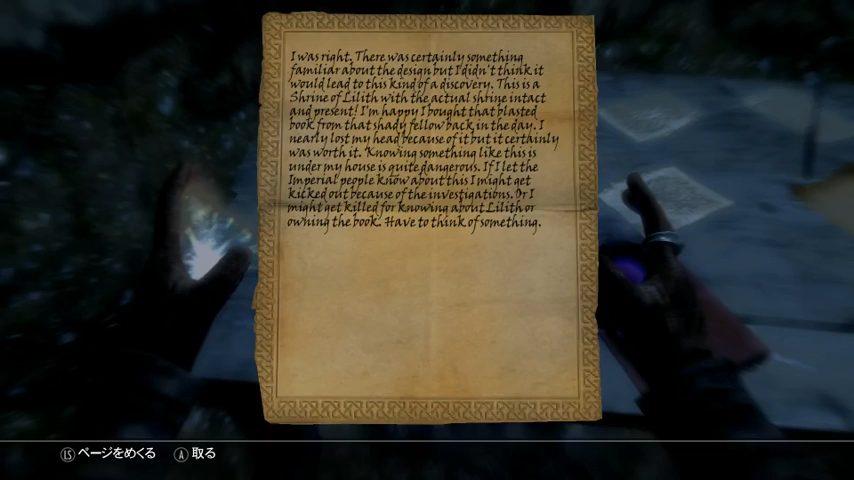 I was right. There was certainly something
familiar about the design but I didn't think it
would lead to this kind of a discovery. This is a
Shrine of Lilith with the actual shrine intact
and present! I'm happy I bought that blasted
book from that shady fellow back in the day. I
nearly lost my head because of it but it certainly
was worth it. Knowing something like this is
under my house is quite dangerous. If I let the
Imperial people know about this I might get
kicked out because of the investigations. Or I
might get killed for knowing about Lilith or
owning the book. Have to think of something.
LS ページをめくる A 取る